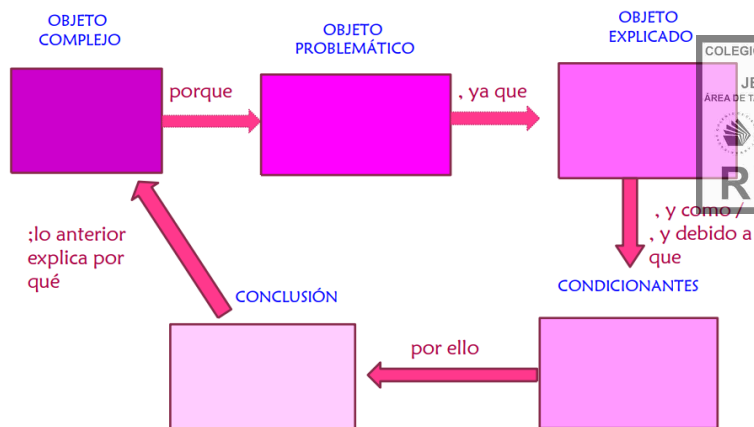 OBJETO
COMPLEJO
OBJETO
PROBLEMÁTICO
OBJETO
EXPLICADO
porque
, ya que
, y como /
, y debido a
que
CONDICIONANTES
por ello
CONCLUSIÓN
;lo anterior
explica por
qué
COLEGIO
JE
ÁREA DE TA
R